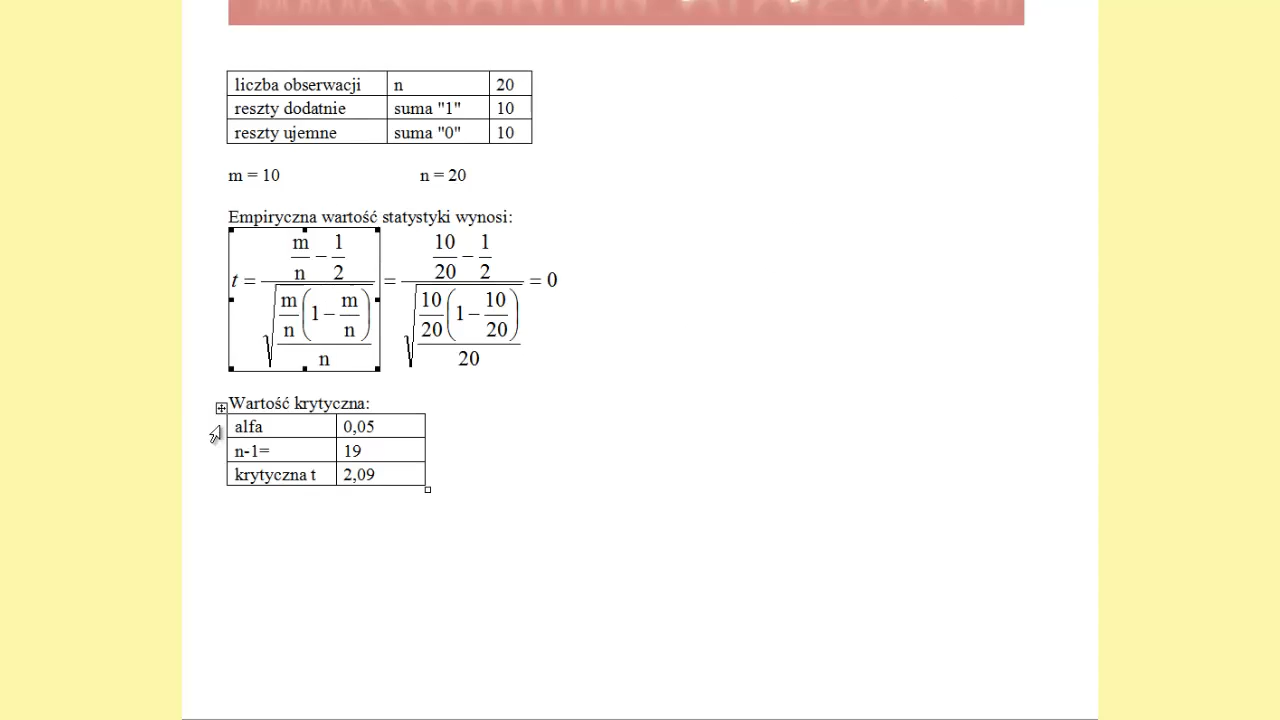 liczba obserwacji n 20
reszty dodatnie suma "1" 10
reszty ujemne suma "0" 10
m = 10 n = 20
Empiryczna wartość statystyki wynosi:
t = (m/n − 1/2) / √((m/n(1 − m/n))/n) = (10/20 − 1/2) / √((10/20(1 − 10/20))/20) = 0
Wartość krytyczna:
alfa 0,05
n-1= 19
krytyczna t 2,09